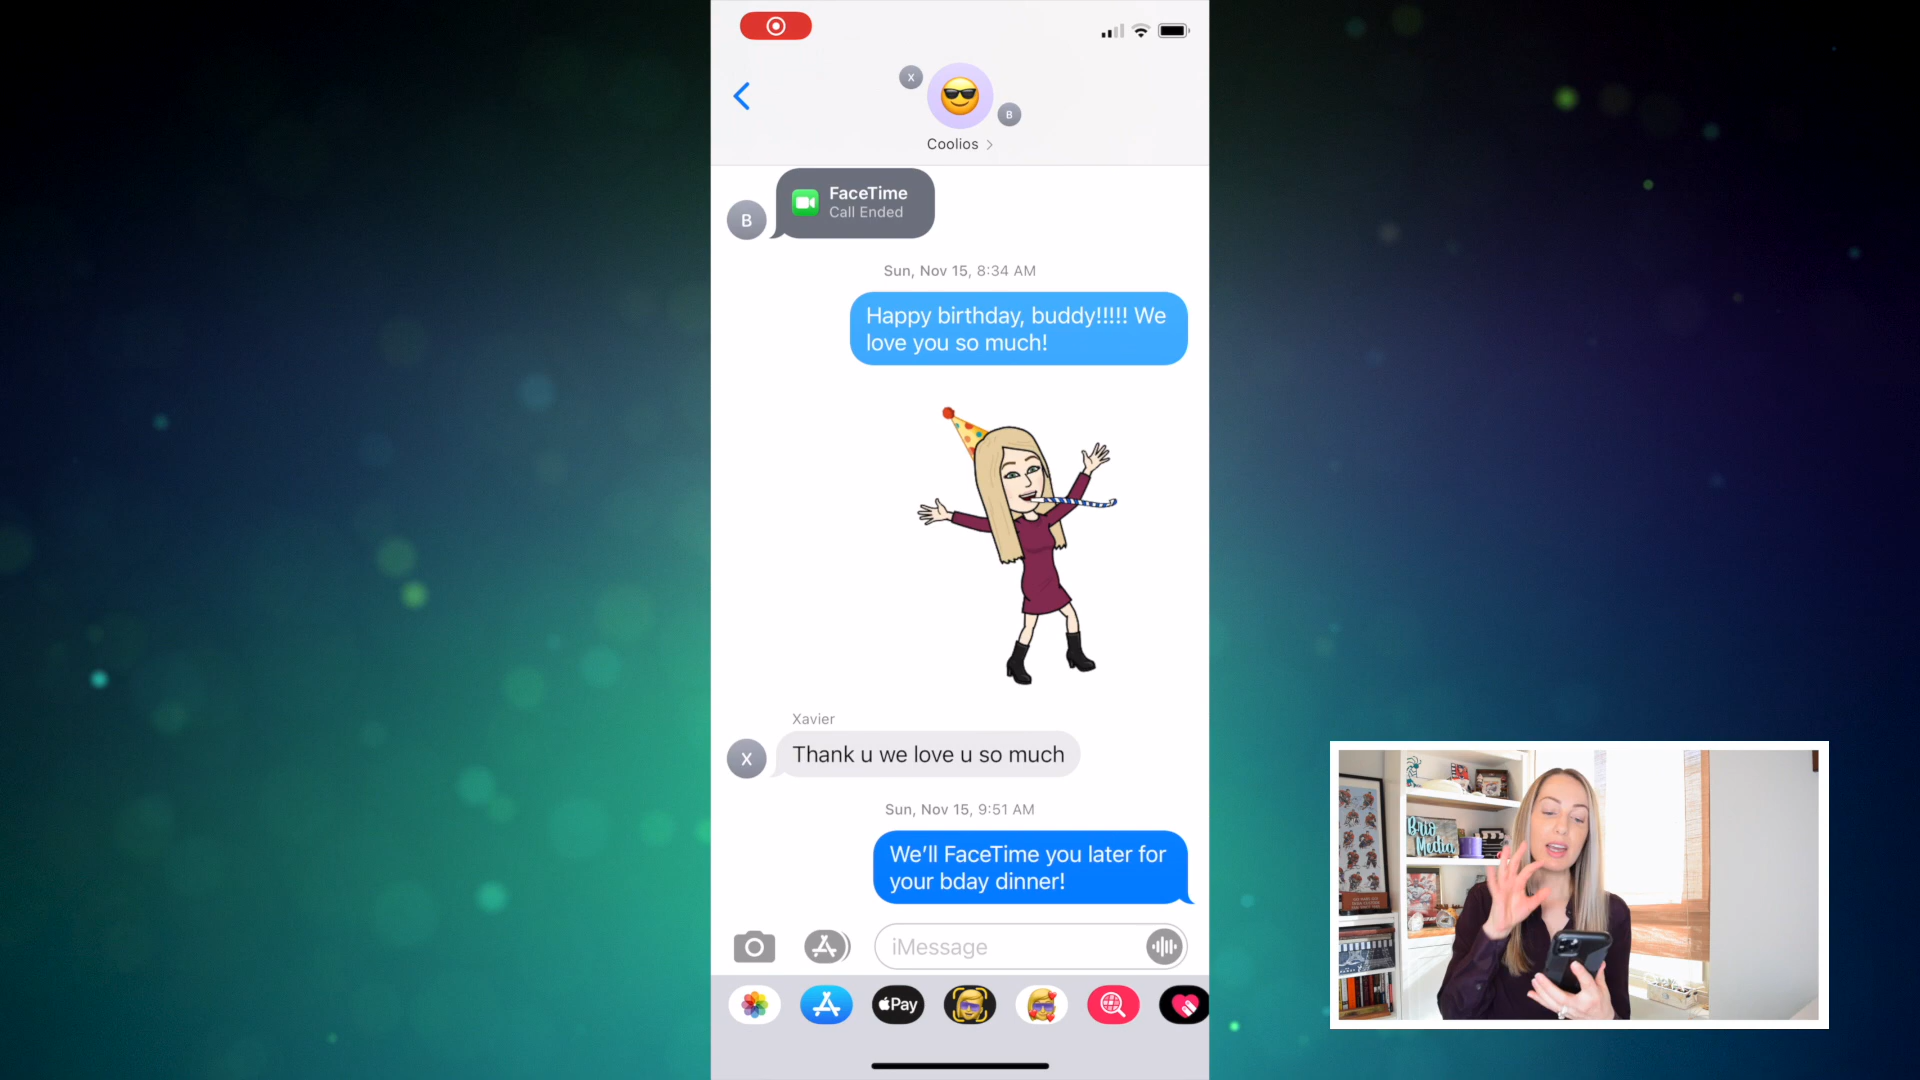 X
B
Coolios
B
FaceTime
Call Ended
Sun, Nov 15, 8:34 AM
Happy birthday, buddy!!!!! We
love you so much!
Xavier
X
Thank u we love u so much
Sun, Nov 15, 9:51 AM
We'll FaceTime you later for
your bday dinner!
iMessage
Pay
Brio
Media